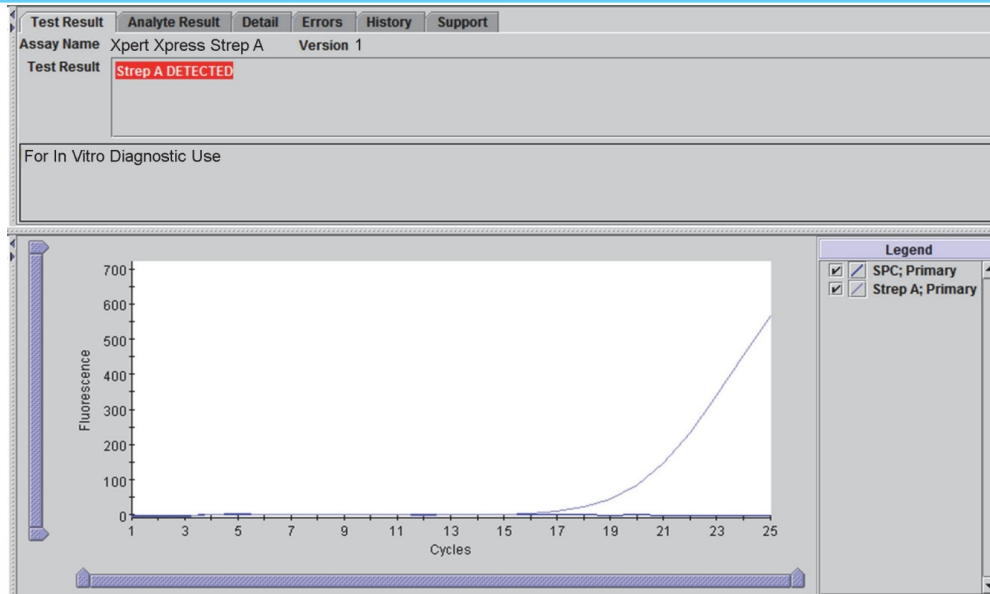 Test Result Analyte Result Detail Errors History Support
Assay Name Xpert Xpress Strep A Version 1
Test Result Strep A DETECTED
For In Vitro Diagnostic Use
Legend
SPC; Primary
Strep A; Primary
700
600
500
400
300
200
100
0
Fluorescence
1 3 5 7 9 11 13 15 17 19 21 23 25
Cycles